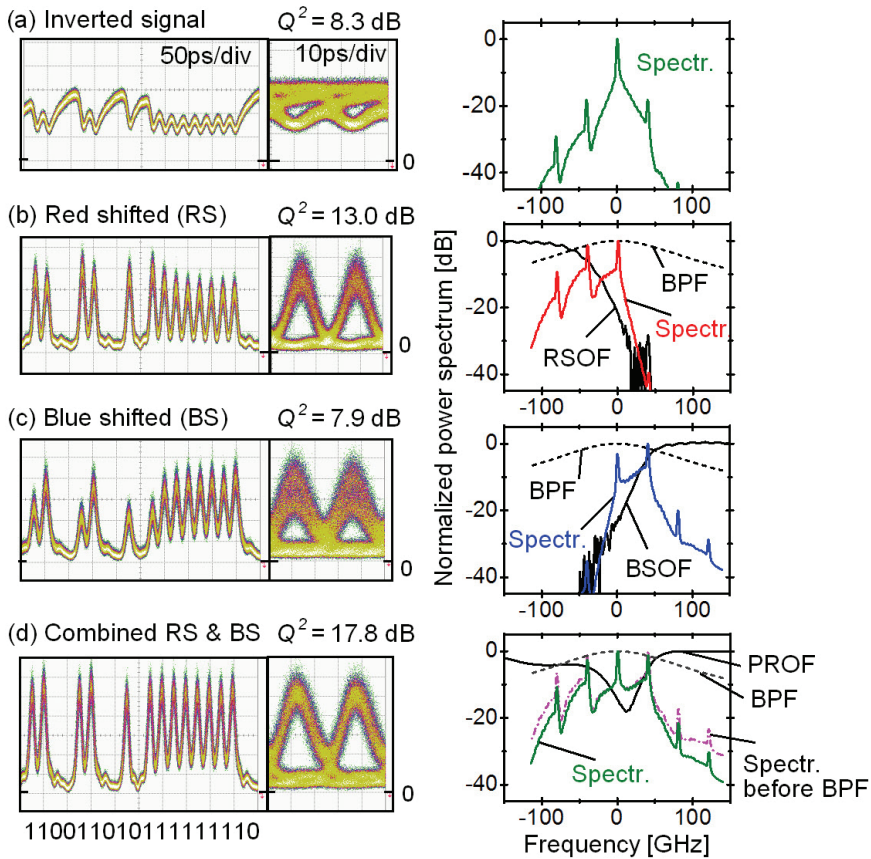 (a) Inverted signal
Q² = 8.3 dB
50ps/div
10ps/div
0
0
-20
-40
Spectr.
-100
0
100
(b) Red shifted (RS)
Q² = 13.0 dB
0
0
-20
-40
BPF
RSOF
Spectr.
-100
0
100
(c) Blue shifted (BS)
Q² = 7.9 dB
0
0
-20
-40
BPF
Spectr.
BSOF
-100
0
100
(d) Combined RS & BS
Q² = 17.8 dB
0
11001101011111110
0
-20
-40
PROF
BPF
Spectr.
Spectr.
before BPF
-100
0
100
Normalized power spectrum [dB]
Frequency [GHz]